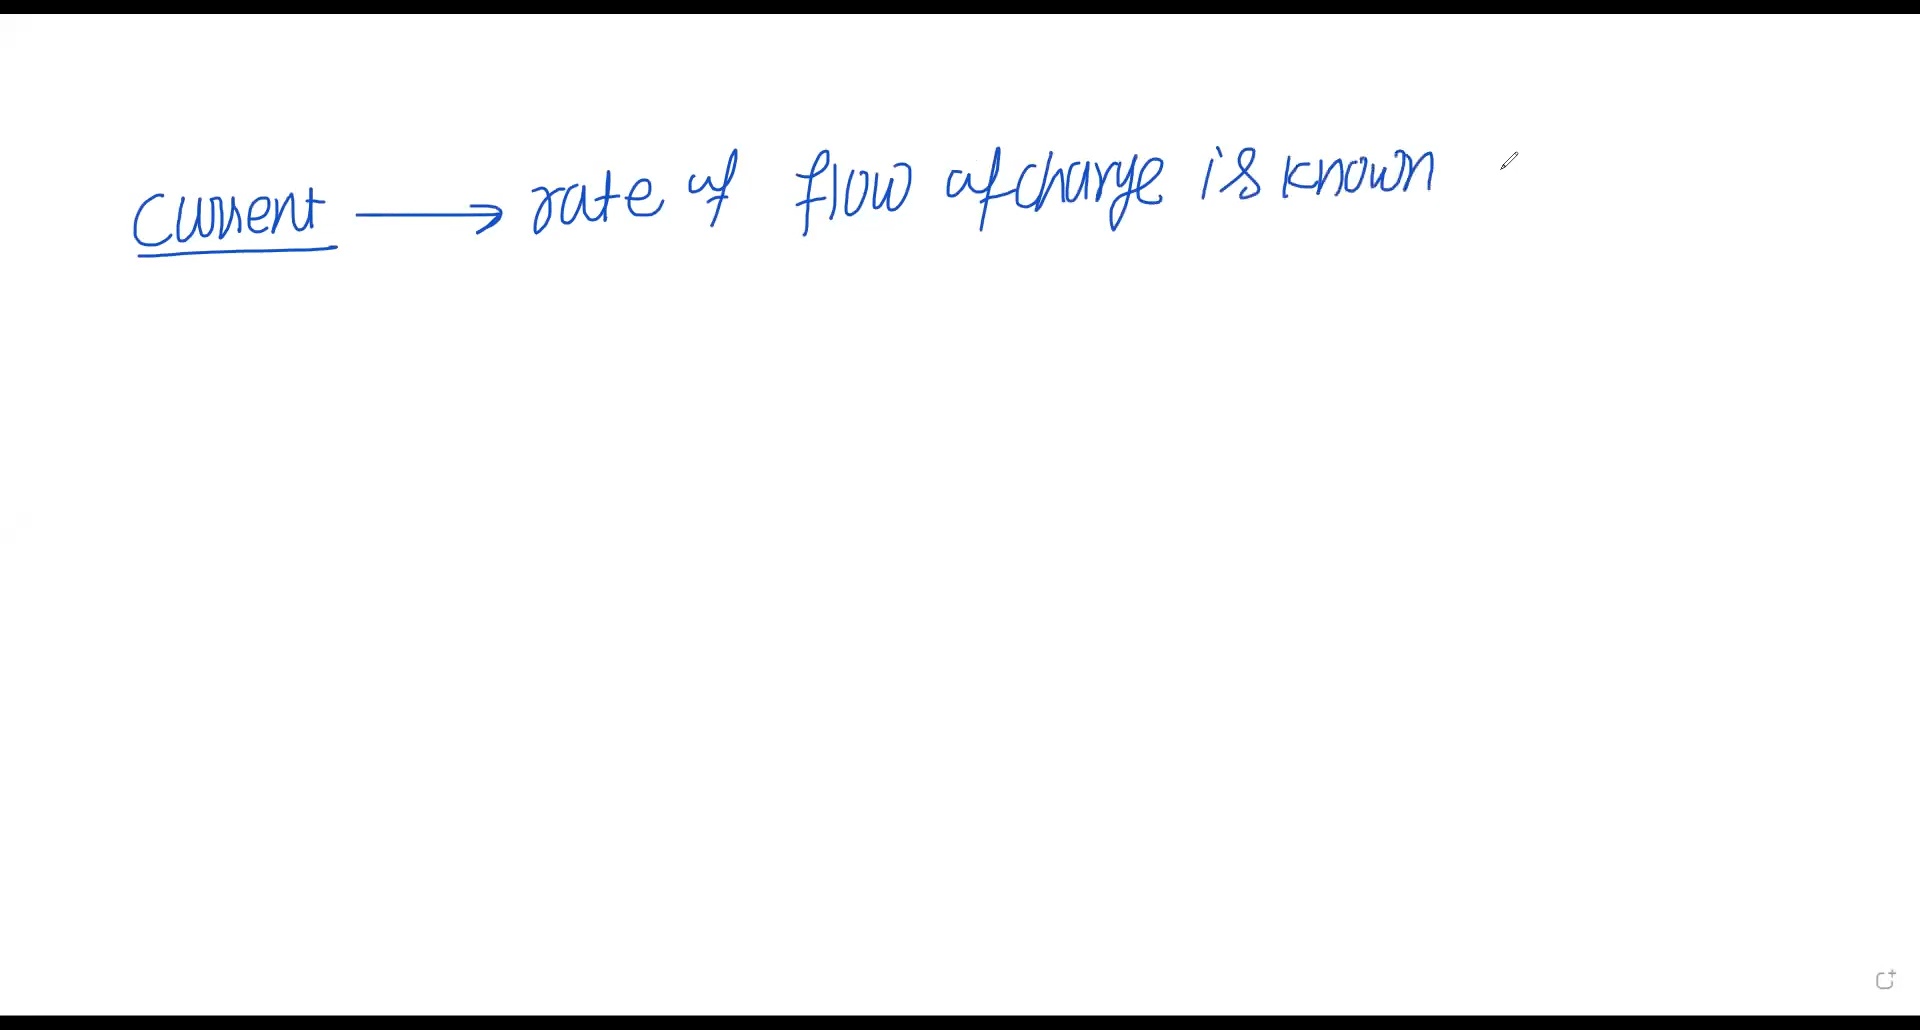 Current → rate of flow of charge is known